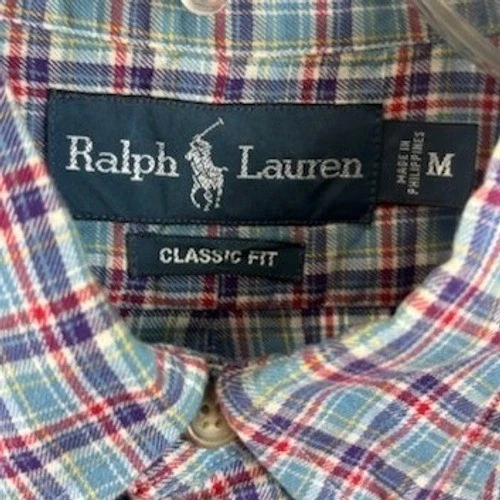 Ralph Lauren
MADE IN
PHILIPPINES
M
CLASSIC FIT